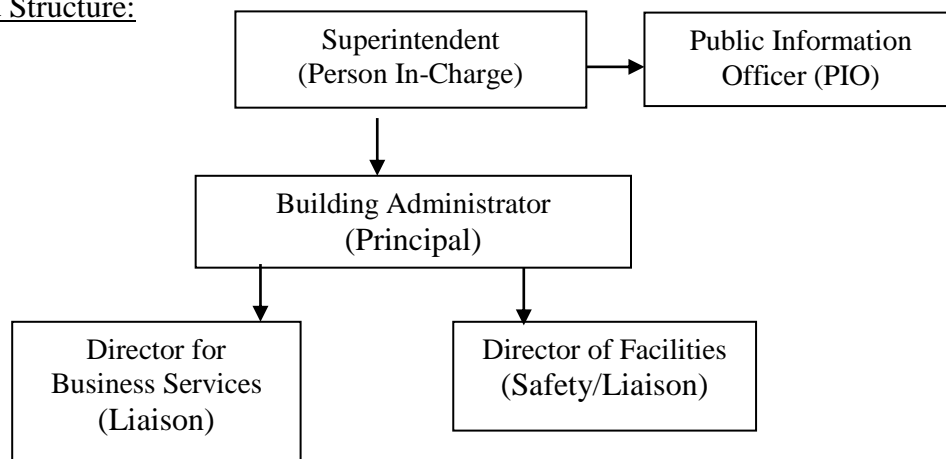 Structure:
Superintendent
(Person In-Charge)
Public Information
Officer (PIO)
Building Administrator
(Principal)
Director for
Business Services
(Liaison)
Director of Facilities
(Safety/Liaison)